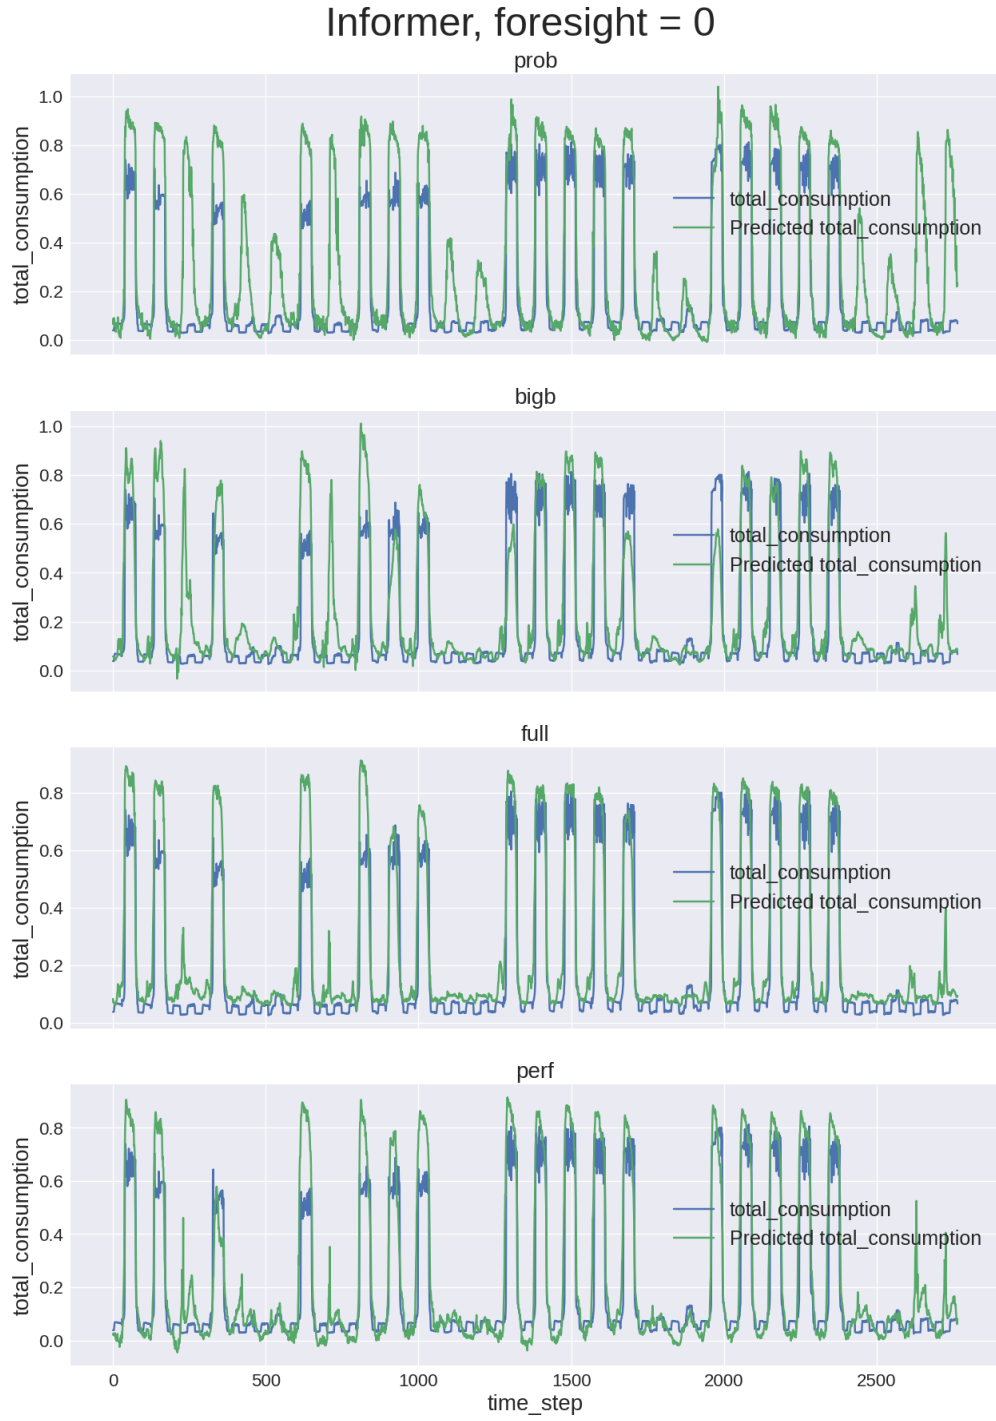 Informer, foresight = 0
prob
1.0
0.8
0.6
0.4
0.2
0.0
total_consumption
total_consumption
Predicted total_consumption
bigb
1.0
0.8
0.6
0.4
0.2
0.0
total_consumption
total_consumption
Predicted total_consumption
full
0.8
0.6
0.4
0.2
0.0
total_consumption
total_consumption
Predicted total_consumption
perf
0.8
0.6
0.4
0.2
0.0
total_consumption
total_consumption
Predicted total_consumption
0 500 1000 1500 2000 2500
time_step